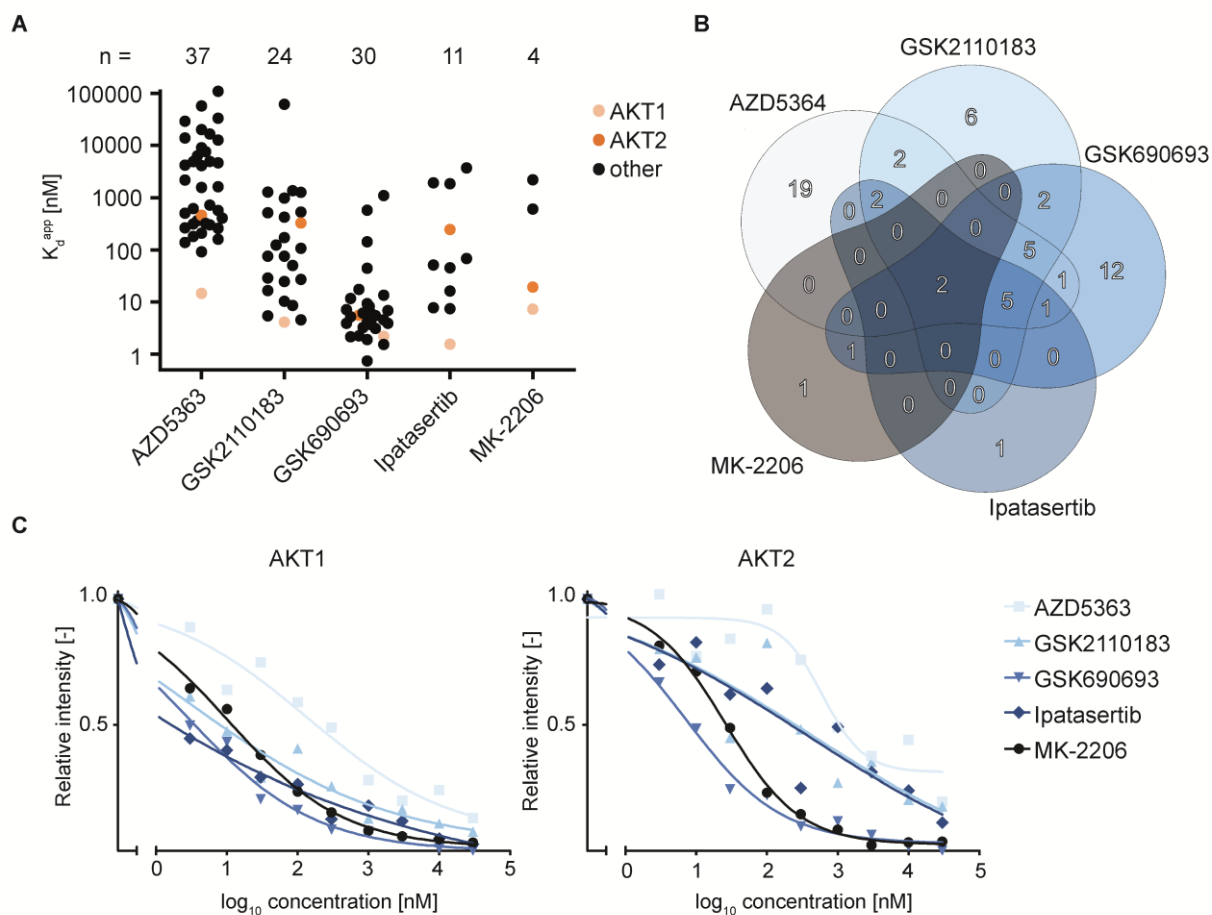 A
n = 37 24 30 11 4
100000
10000
1000
100
10
1
K_d^app [nM]
AKT1
AKT2
other
AZD5363
GSK2110183
GSK690693
Ipatasertib
MK-2206
B
GSK2110183
AZD5364
GSK690693
MK-2206
Ipatasertib
6
2
0
19
0
2
0
2
0
0
0
5
0
1
12
0
2
5
1
0
0
1
0
0
0
0
1
0
0
0
1
C
AKT1
1.0
0.5
Relative intensity [-]
0 1 2 3 4 5
log10 concentration [nM]
AKT2
1.0
0.5
Relative intensity [-]
0 1 2 3 4 5
log10 concentration [nM]
AZD5363
GSK2110183
GSK690693
Ipatasertib
MK-2206